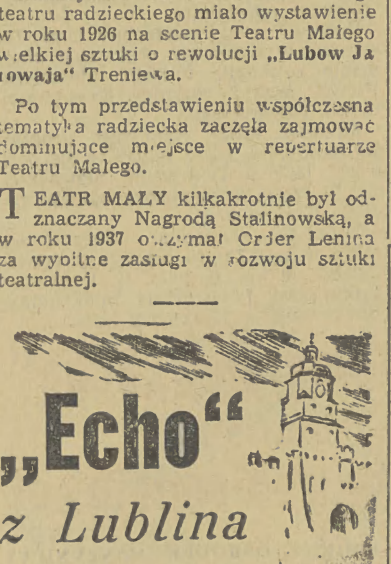 teatru radzieckiego miało wystawienie
w roku 1926 na scenie Teatru Małego
wielkiej sztuki o rewolucji „Lubow Ja
rowaja“ Treniewa.
Po tym przedstawieniu współczesna
tematyka radziecka zaczęła zajmować
dominujące miejsce w repertuarze
Teatru Małego.
TEATR MAŁY kilkakrotnie był od-
znaczany Nagrodą Stalinowską, a
w roku 1937 otrzymał Order Lenina
za wybitne zasługi w rozwoju sztuki
teatralnej.
„Echo“
z Lublina